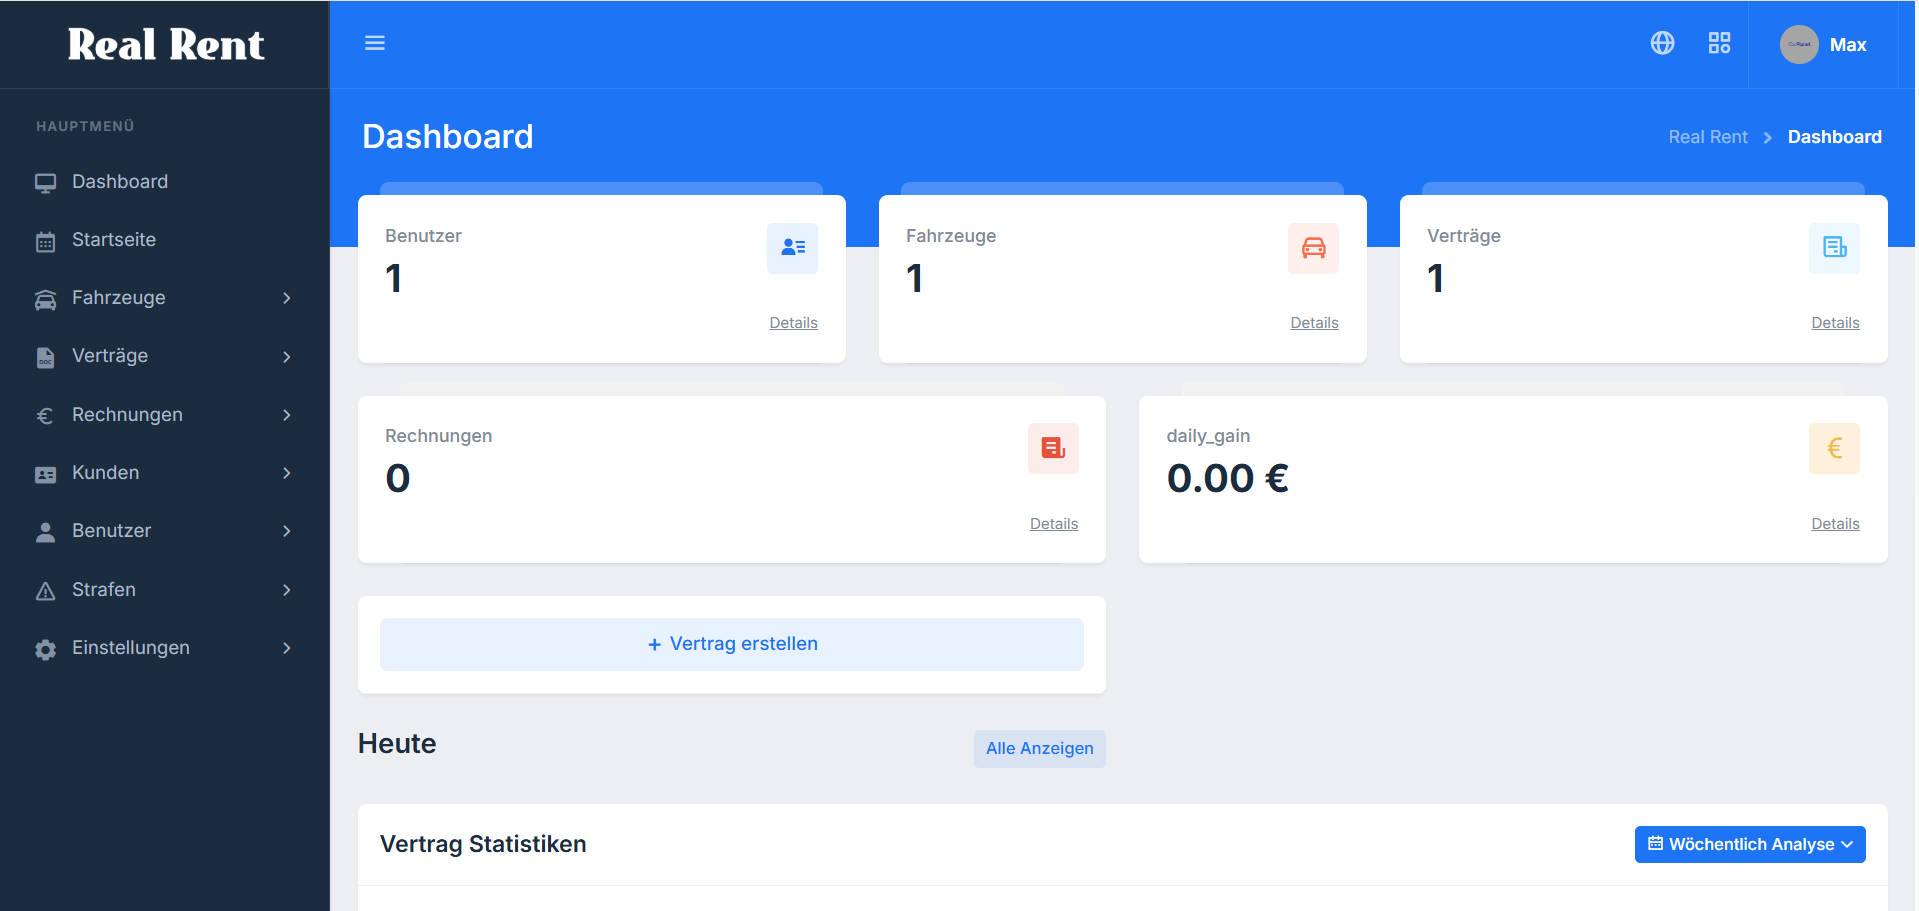 Real Rent
Max
HAUPTMENÜ
Dashboard
Startseite
Fahrzeuge
Verträge
Rechnungen
Kunden
Benutzer
Strafen
Einstellungen
Dashboard
Real Rent > Dashboard
Benutzer
1
Details
Fahrzeuge
1
Details
Verträge
1
Details
Rechnungen
0
Details
daily_gain
0.00 €
€
Details
+ Vertrag erstellen
Heute
Alle Anzeigen
Vertrag Statistiken
Wöchentlich Analyse